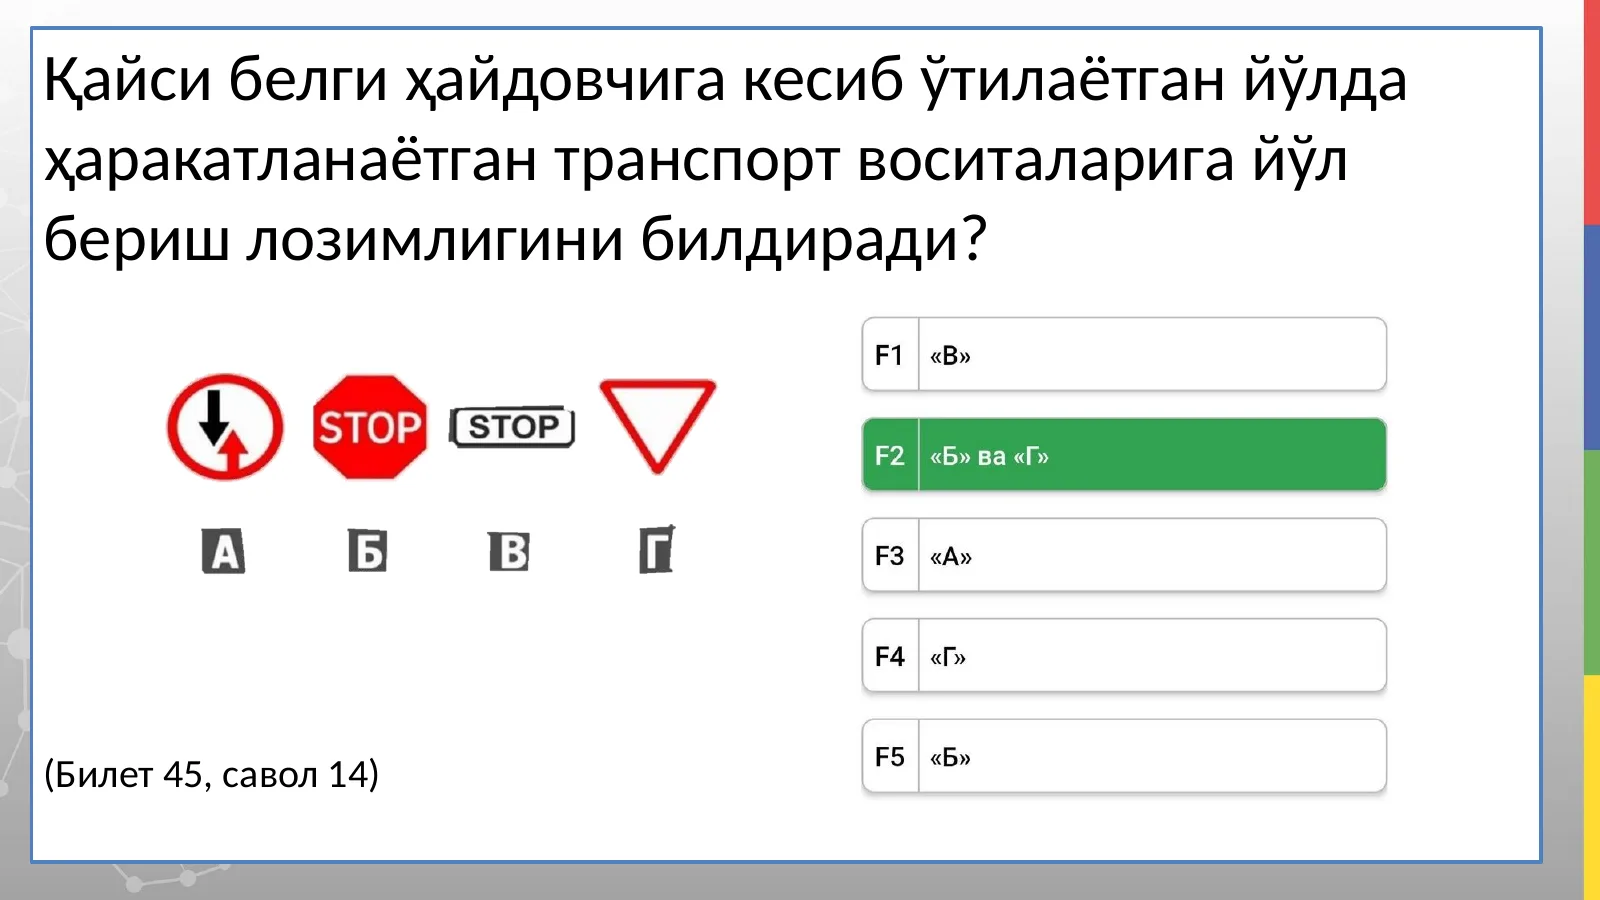 Қайси белги ҳайдовчига кесиб ўтилаётган йўлда
ҳаракатланаётган транспорт воситаларига йўл
бериш лозимлигини билдиради?
STOP
STOP
А Б В Г
F1 «В»
F2 «Б» ва «Г»
F3 «А»
F4 «Г»
F5 «Б»
(Билет 45, савол 14)